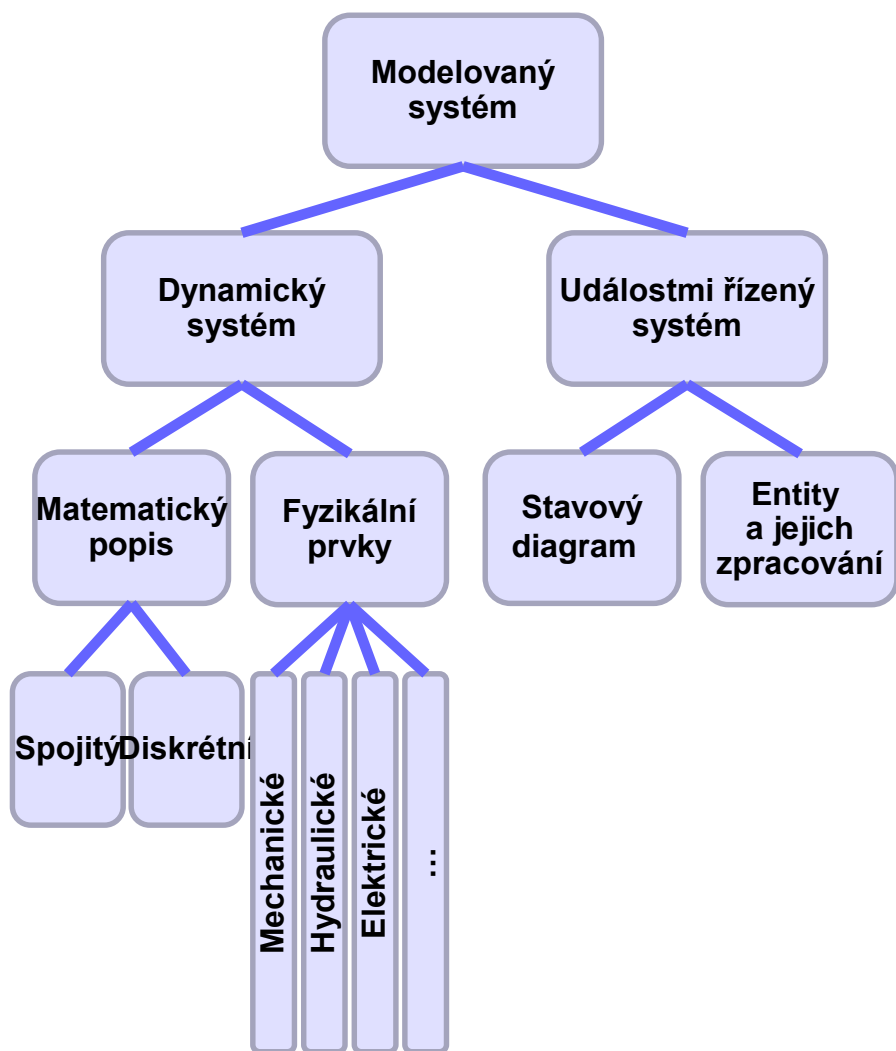 Modelovaný
systém
Dynamický
systém
Událostmi řízený
systém
Matematický
popis
Fyzikální
prvky
Stavový
diagram
Entity
a jejich
zpracování
Spojitý
Diskrétní
Mechanické
Hydraulické
Elektrické
...